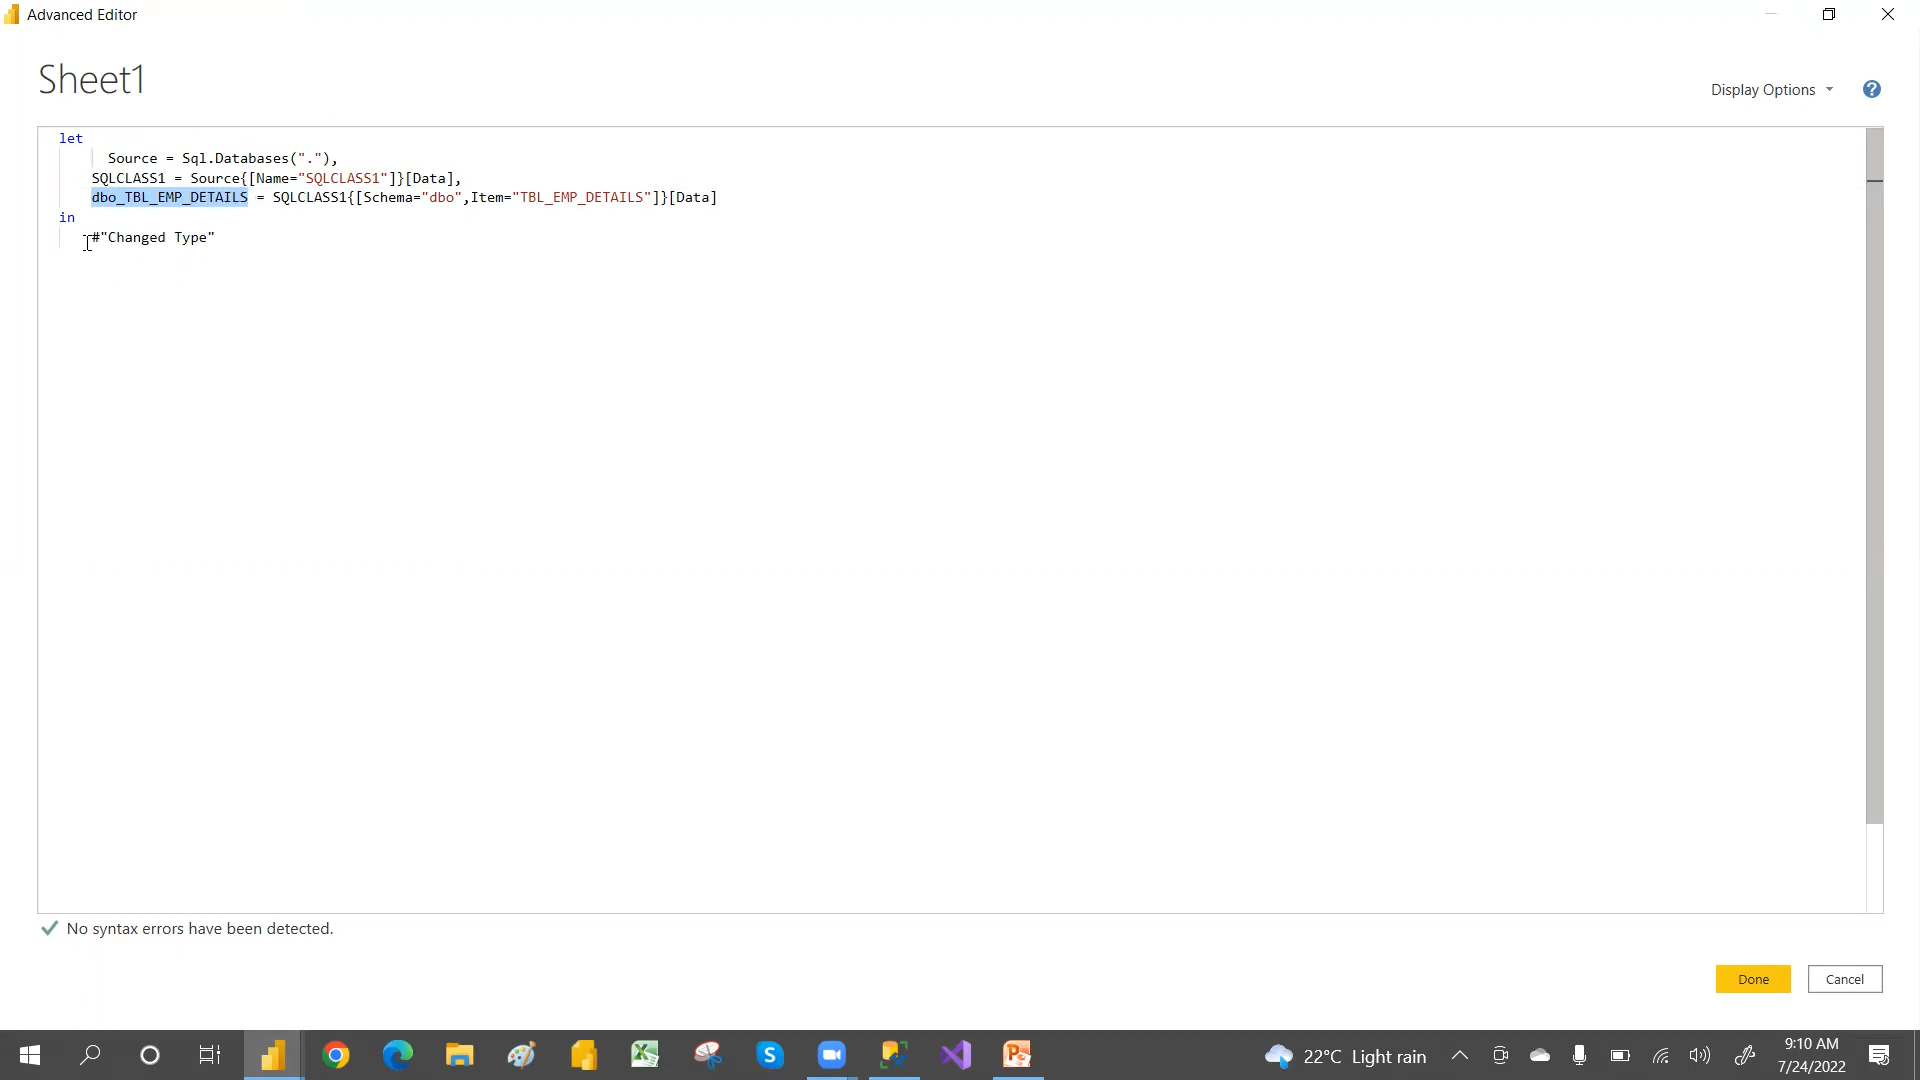 Advanced Editor
Sheet1
Display Options
?
let
Source = Sql.Databases("."),
SQLCLASS1 = Source{[Name="SQLCLASS1"]}[Data],
dbo_TBL_EMP_DETAILS = SQLCLASS1{[Schema="dbo",Item="TBL_EMP_DETAILS"]}[Data]
in
#"Changed Type"
No syntax errors have been detected.
Done
Cancel
22°C Light rain
9:10 AM
7/24/2022